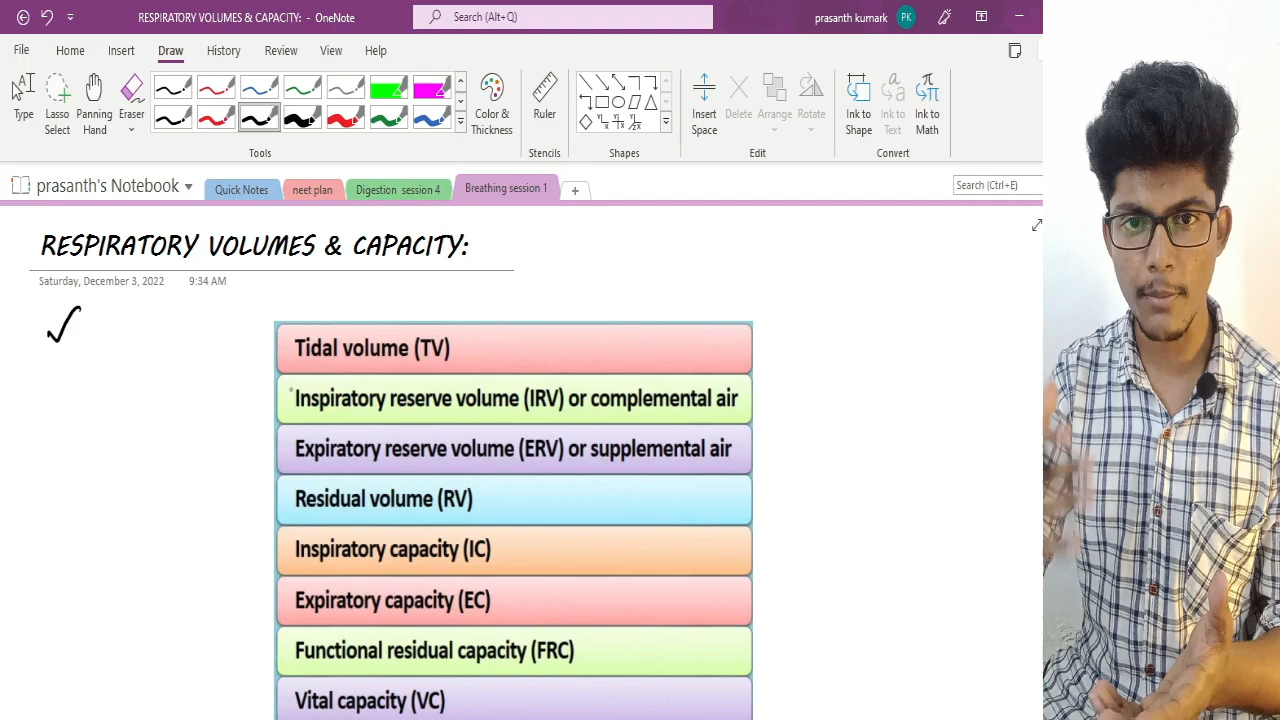 RESPIRATORY VOLUMES & CAPACITY: - OneNote
Search (Alt+Q)
prasanth kumark
PK
File
Home
Insert
Draw
History
Review
View
Help
Type
Lasso Select
Panning Hand
Eraser
Color & Thickness
Ruler
Insert Space
Delete
Arrange
Rotate
Ink to Shape
Ink to Text
Ink to Math
Tools
Stencils
Shapes
Edit
Convert
prasanth's Notebook
Quick Notes
neet plan
Digestion session 4
Breathing session 1
Search (Ctrl+E)
RESPIRATORY VOLUMES & CAPACITY:
Saturday, December 3, 2022 9:34 AM
Tidal volume (TV)
Inspiratory reserve volume (IRV) or complemental air
Expiratory reserve volume (ERV) or supplemental air
Residual volume (RV)
Inspiratory capacity (IC)
Expiratory capacity (EC)
Functional residual capacity (FRC)
Vital capacity (VC)